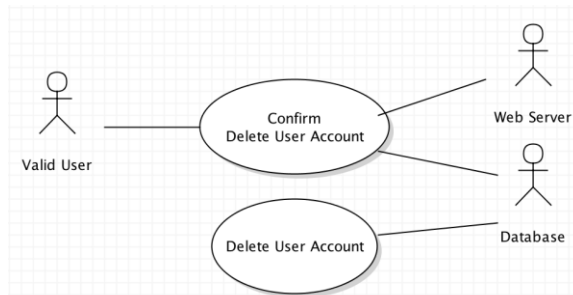 Confirm
Delete User Account
Valid User
Web Server
Delete User Account
Database